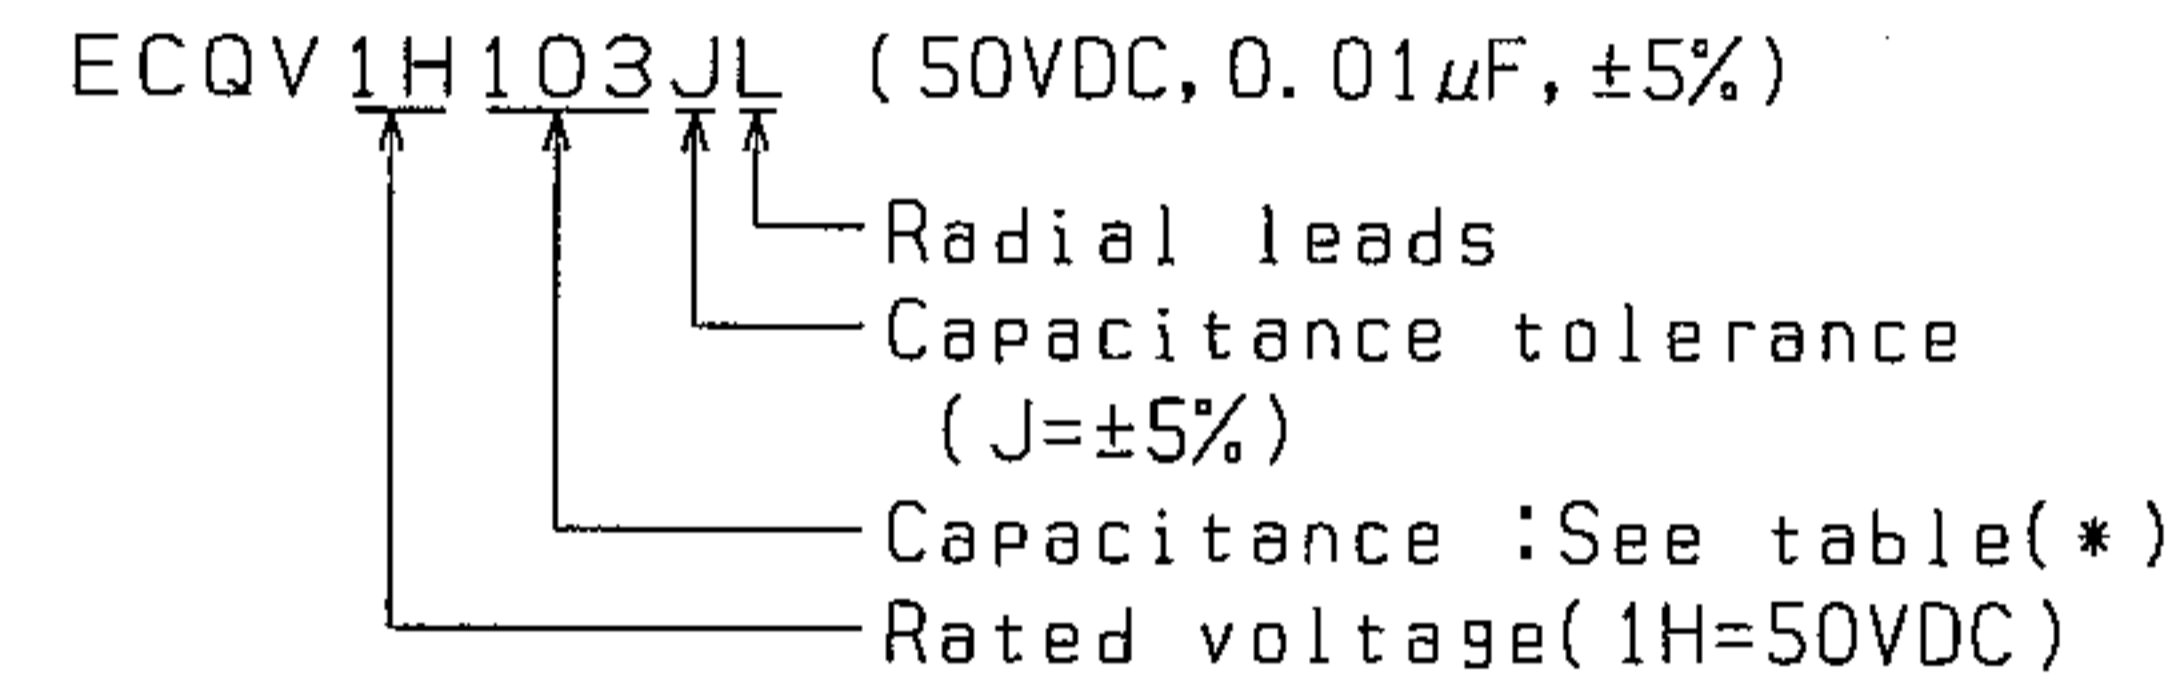 ECQV1H103JL (50VDC, 0.01μF, ±5%)
Radial leads
Capacitance tolerance
(J=±5%)
Capacitance :See table(*)
Rated voltage(1H=50VDC)